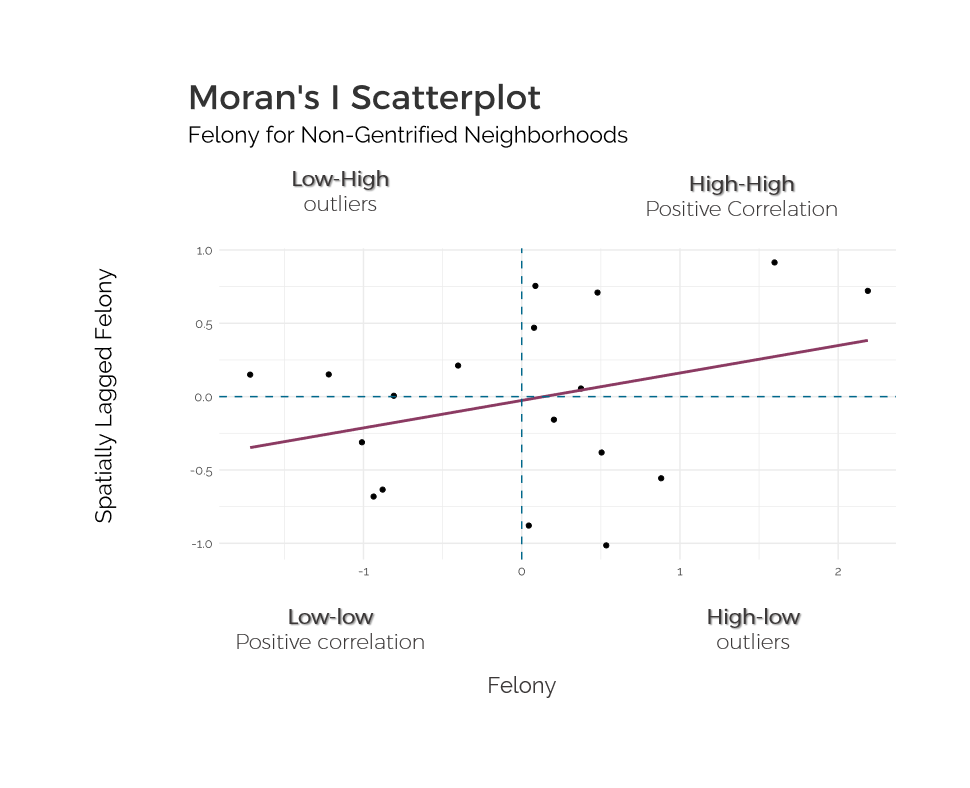 Moran's I Scatterplot
Felony for Non-Gentrified Neighborhoods
Low-High
outliers
High-High
Positive Correlation
Spatially Lagged Felony
1.0
0.5
0.0
-0.5
-1.0
-1
0
1
2
Low-low
Positive correlation
High-low
outliers
Felony